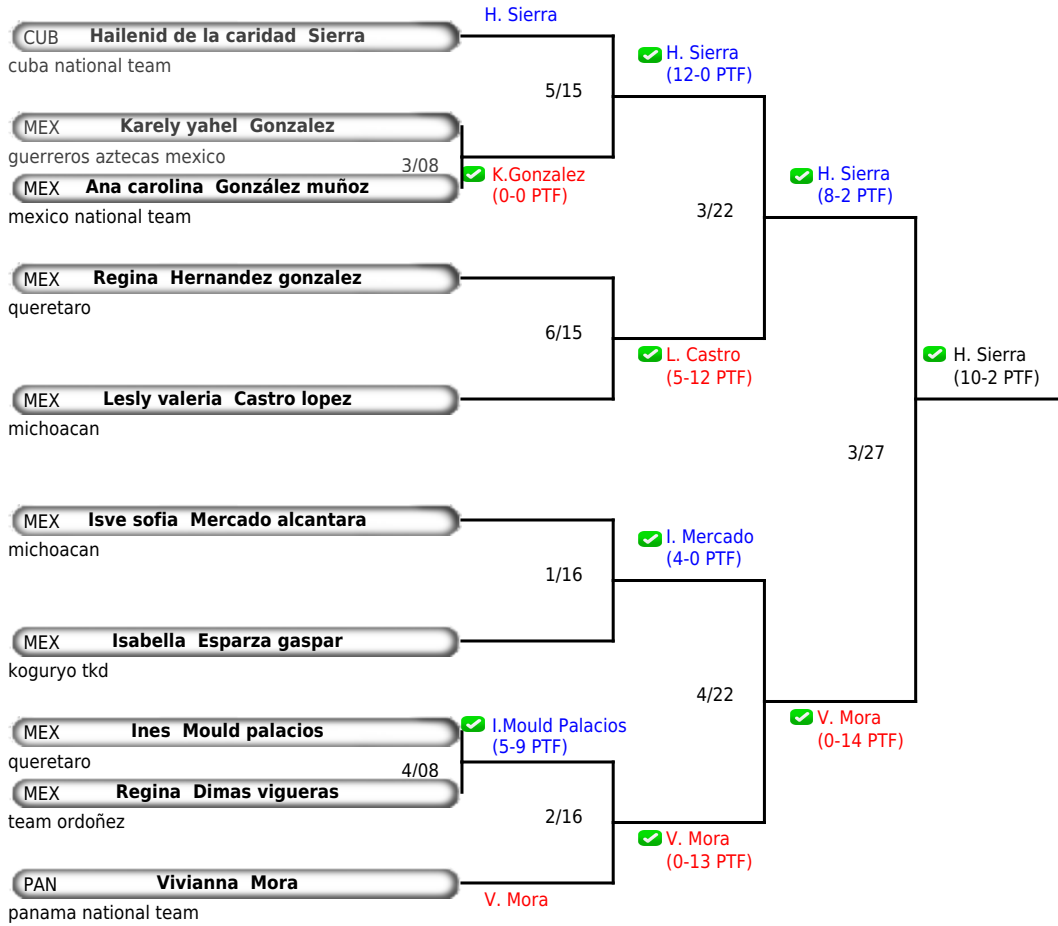 H. Sierra
CUB Hailenid de la caridad Sierra
cuba national team
5/15
H. Sierra
(12-0 PTF)
MEX Karely yahel Gonzalez
guerreros aztecas mexico
3/08
K.Gonzalez
(0-0 PTF)
MEX Ana carolina González muñoz
mexico national team
3/22
H. Sierra
(8-2 PTF)
MEX Regina Hernandez gonzalez
queretaro
6/15
L. Castro
(5-12 PTF)
MEX Lesly valeria Castro lopez
michoacan
H. Sierra
(10-2 PTF)
3/27
MEX Isve sofia Mercado alcantara
michoacan
1/16
I. Mercado
(4-0 PTF)
MEX Isabella Esparza gaspar
koguryo tkd
4/22
V. Mora
(0-14 PTF)
MEX Ines Mould palacios
queretaro
4/08
I.Mould Palacios
(5-9 PTF)
MEX Regina Dimas vigueras
team ordoñez
2/16
V. Mora
(0-13 PTF)
PAN Vivianna Mora
panama national team
V. Mora